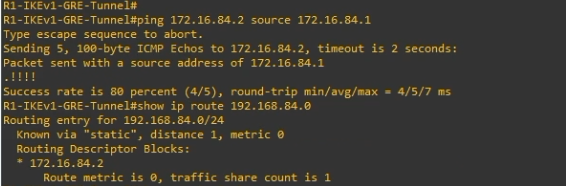 R1-IKEv1-GRE-Tunnel#
R1-IKEv1-GRE-Tunnel#ping 172.16.84.2 source 172.16.84.1
Type escape sequence to abort.
Sending 5, 100-byte ICMP Echos to 172.16.84.2, timeout is 2 seconds:
Packet sent with a source address of 172.16.84.1
.!!!!
Success rate is 80 percent (4/5), round-trip min/avg/max = 4/5/7 ms
R1-IKEv1-GRE-Tunnel#show ip route 192.168.84.0
Routing entry for 192.168.84.0/24
  Known via "static", distance 1, metric 0
  Routing Descriptor Blocks:
  * 172.16.84.2
      Route metric is 0, traffic share count is 1